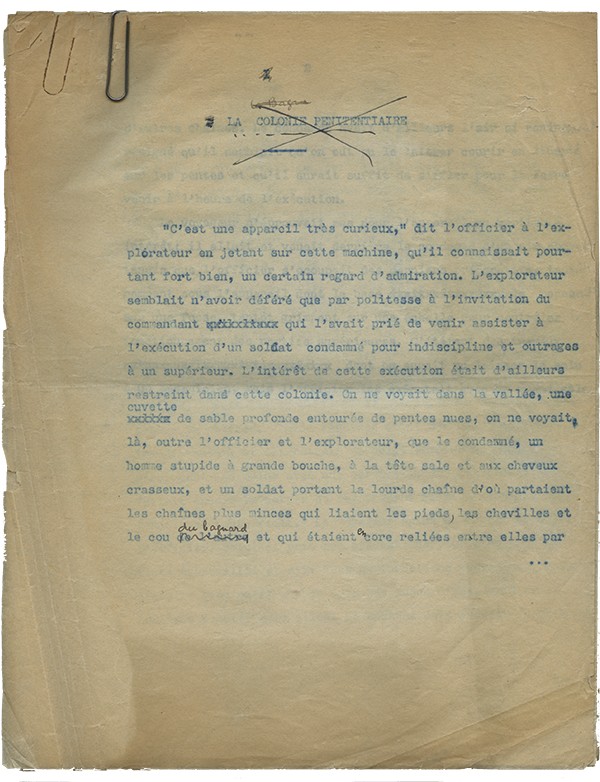 2
Le Bagne
LA COLONIE PENITENTIAIRE
"C'est une appareil très curieux," dit l'officier à l'ex-
plorateur en jetant sur cette machine, qu'il connaissait pour-
tant fort bien, un certain regard d'admiration. L'explorateur
semblait n'avoir déféré que par politesse à l'invitation du
commandant qui l'avait prié de venir assister à
l'exécution d'un soldat condamné pour indiscipline et outrages
à un supérieur. L'intérêt de cette exécution était d'ailleurs
restreint dans cette colonie. On ne voyait dans la vallée, une
cuvette
de sable profonde entourée de pentes nues, on ne voyait,
là, outre l'officier et l'explorateur, que le condamné, un
homme stupide à grande bouche, à la tête sale et aux cheveux
crasseux, et un soldat portant la lourde chaîne d'où partaient
les chaînes plus minces qui liaient les pieds, les chevilles et
du bagnard
le cou et qui étaient encore reliées entre elles par
...